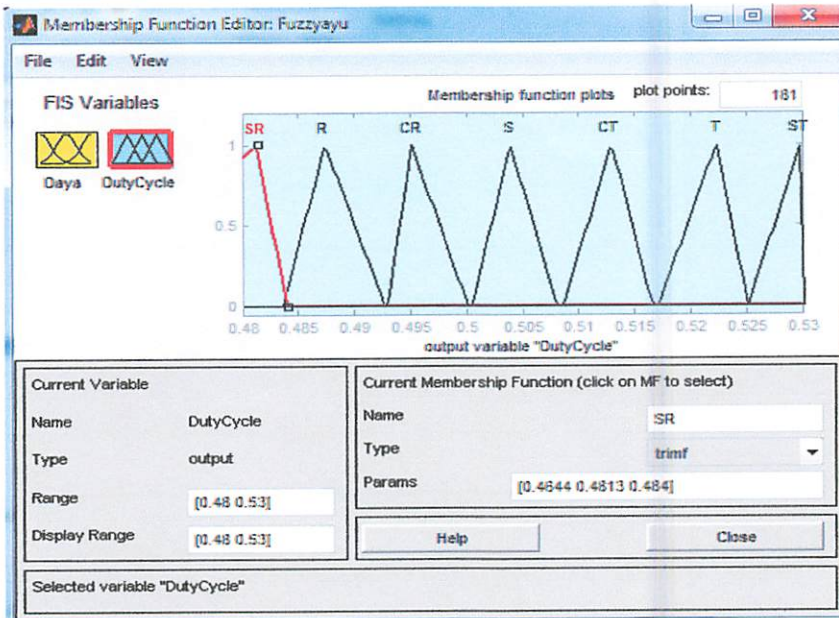 Membership Function Editor: Fuzzyayu
File Edit View
FIS Variables
Membership function plots plot points: 181
Daya DutyCycle
SR R CR S CT T ST
1
0.5
0
0.48 0.485 0.49 0.495 0.5 0.505 0.51 0.515 0.52 0.525 0.53
output variable "DutyCycle"
Current Variable
Name DutyCycle
Type output
Range [0.48 0.53]
Display Range [0.48 0.53]
Current Membership Function (click on MF to select)
Name SR
Type trimf
Params [0.4644 0.4813 0.484]
Help Close
Selected variable "DutyCycle"